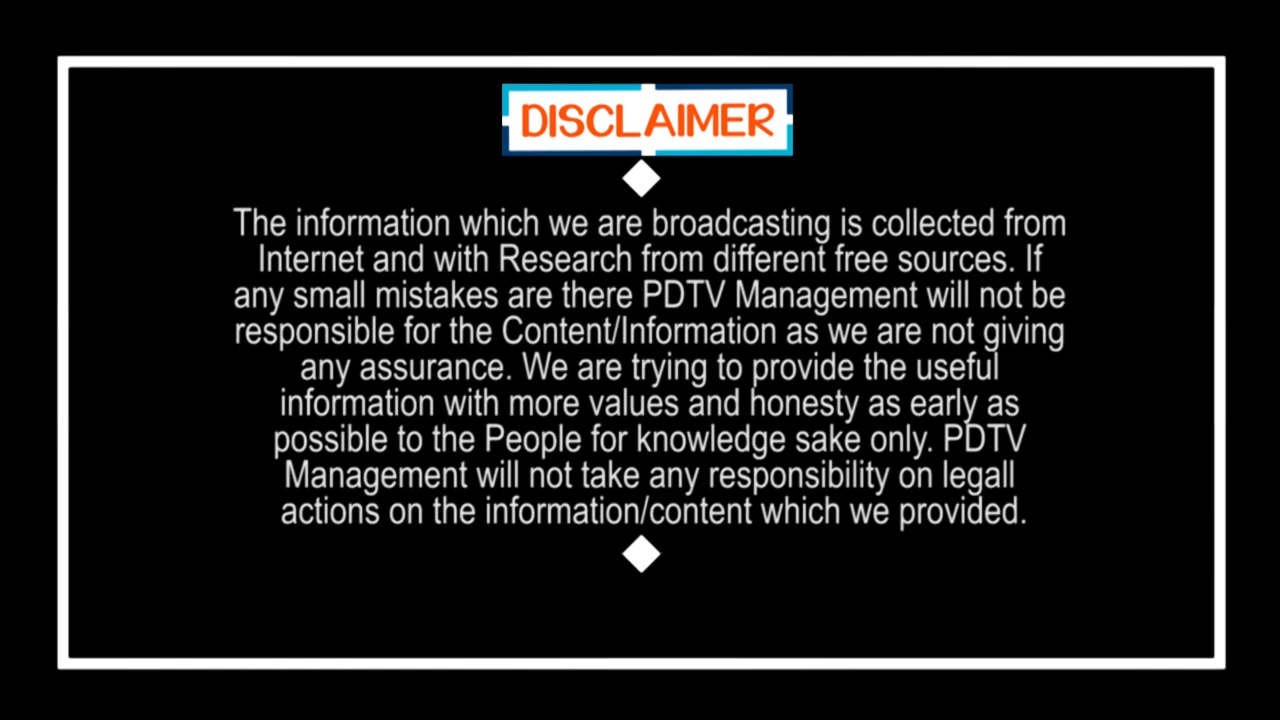 DISCLAIMER
The information which we are broadcasting is collected from
Internet and with Research from different free sources. If
any small mistakes are there PDTV Management will not be
responsible for the Content/Information as we are not giving
any assurance. We are trying to provide the useful
information with more values and honesty as early as
possible to the People for knowledge sake only. PDTV
Management will not take any responsibility on legall
actions on the information/content which we provided.